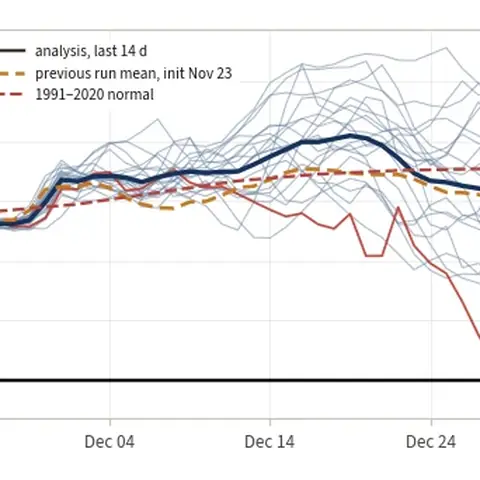 analysis, last 14 d
previous run mean, init Nov 23
1991–2020 normal
Dec 04
Dec 14
Dec 24